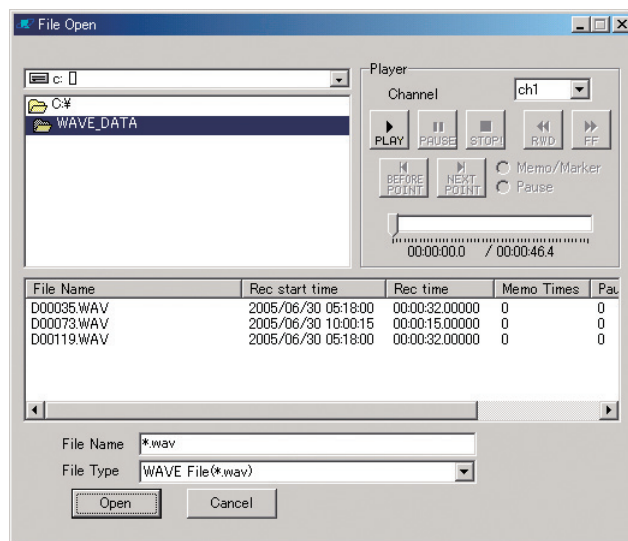 File Open
c: []
C:¥
WAVE_DATA
Player
Channel
ch1
PLAY
PAUSE
STOP!
RWD
FF
BEFORE POINT
NEXT POINT
Memo/Marker
Pause
00:00:00.0 / 00:00:46.4
File Name Rec start time Rec time Memo Times Pau
D00035.WAV 2005/06/30 05:18:00 00:00:32.00000 0 0
D00073.WAV 2005/06/30 10:00:15 00:00:15.00000 0 0
D00119.WAV 2005/06/30 05:18:00 00:00:32.00000 0 0
File Name *.wav
File Type WAVE File(*.wav)
Open
Cancel